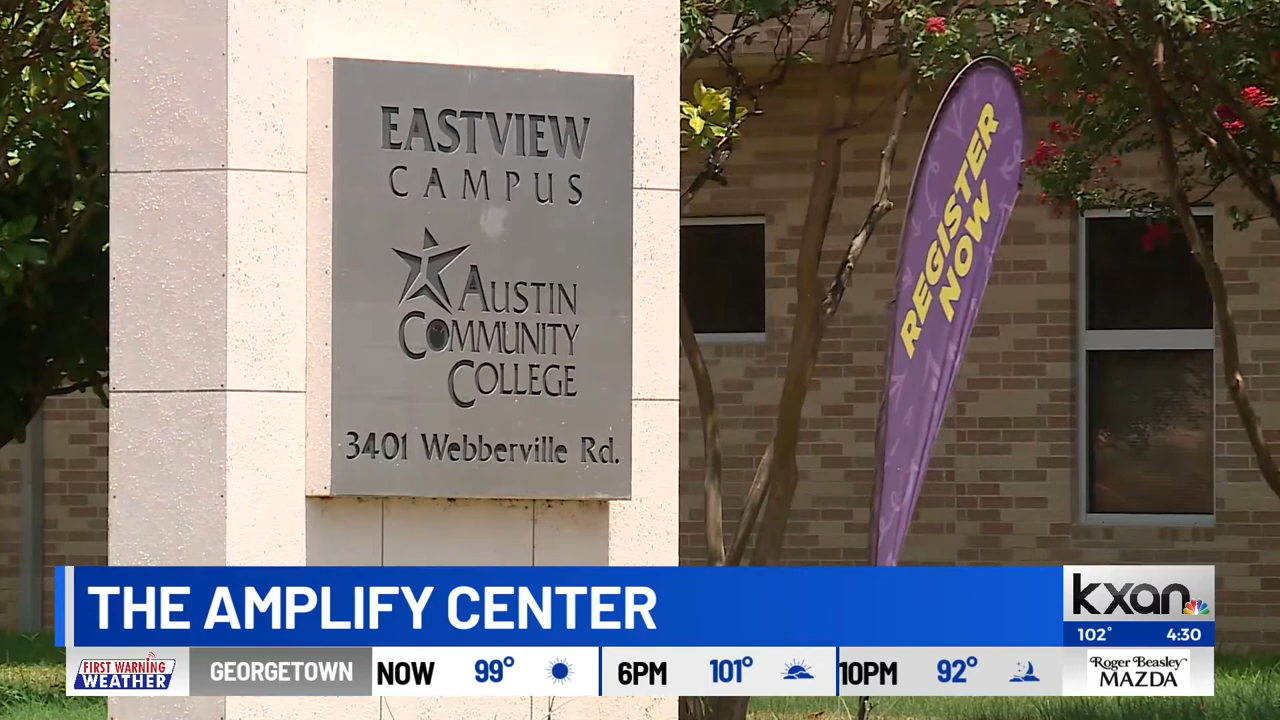 EASTVIEW
CAMPUS
AUSTIN
COMMUNITY
COLLEGE
3401 Webberville Rd.
REGISTER
NOW
THE AMPLIFY CENTER
kxan
102° 4:30
FIRST WARNING
WEATHER
GEORGETOWN NOW 99° 6PM 101° 10PM 92°
Roger Beasley
MAZDA